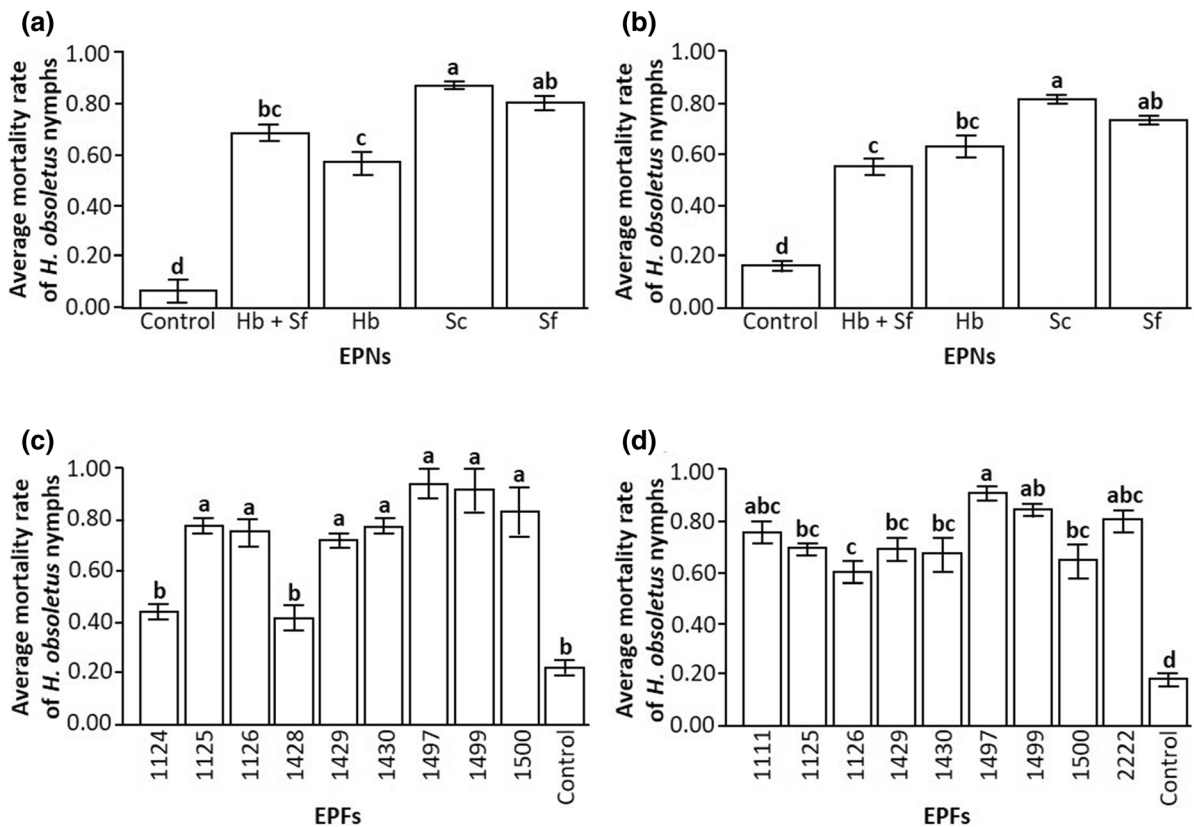 (a)
Average mortality rate
of H. obsoletus nymphs
1.00
0.80
0.60
0.40
0.20
0.00
d
bc
c
a
ab
Control
Hb + Sf
Hb
Sc
Sf
EPNs
(b)
Average mortality rate
of H. obsoletus nymphs
1.00
0.80
0.60
0.40
0.20
0.00
d
c
bc
a
ab
Control
Hb + Sf
Hb
Sc
Sf
EPNs
(c)
Average mortality rate
of H. obsoletus nymphs
1.00
0.80
0.60
0.40
0.20
0.00
b
a
a
b
a
a
a
a
a
b
1124
1125
1126
1428
1429
1430
1497
1499
1500
Control
EPFs
(d)
Average mortality rate
of H. obsoletus nymphs
1.00
0.80
0.60
0.40
0.20
0.00
abc
bc
c
bc
bc
a
ab
bc
abc
d
1111
1125
1126
1429
1430
1497
1499
1500
2222
Control
EPFs